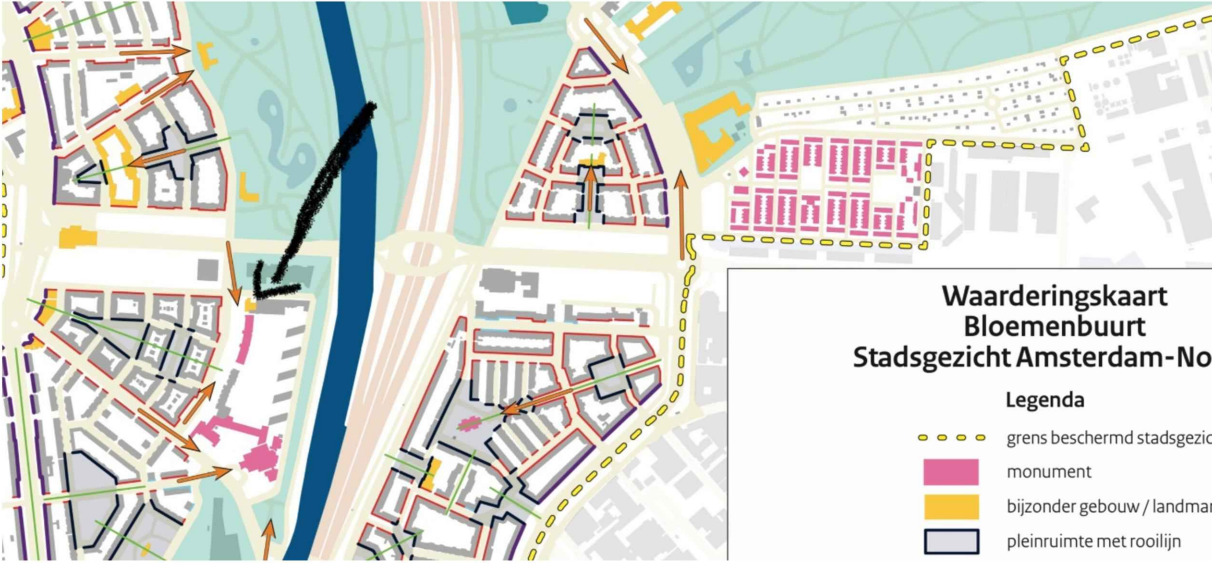 Waarderingskaart
Bloemenbuurt
Stadsgezicht Amsterdam-No
Legenda
grens beschermd stadsgezic
monument
bijzonder gebouw / landmar
pleinruimte met rooilijn